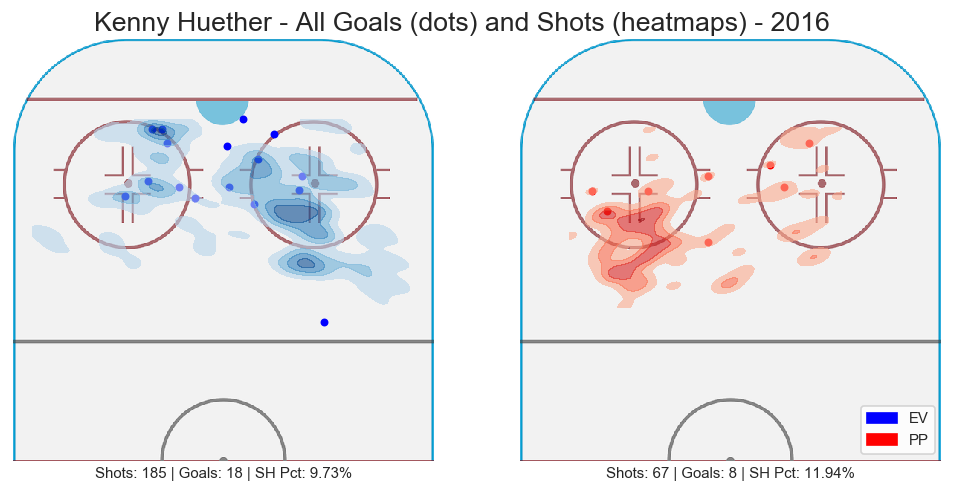 Kenny Huether - All Goals (dots) and Shots (heatmaps) - 2016
EV
PP
Shots: 185 | Goals: 18 | SH Pct: 9.73%
Shots: 67 | Goals: 8 | SH Pct: 11.94%